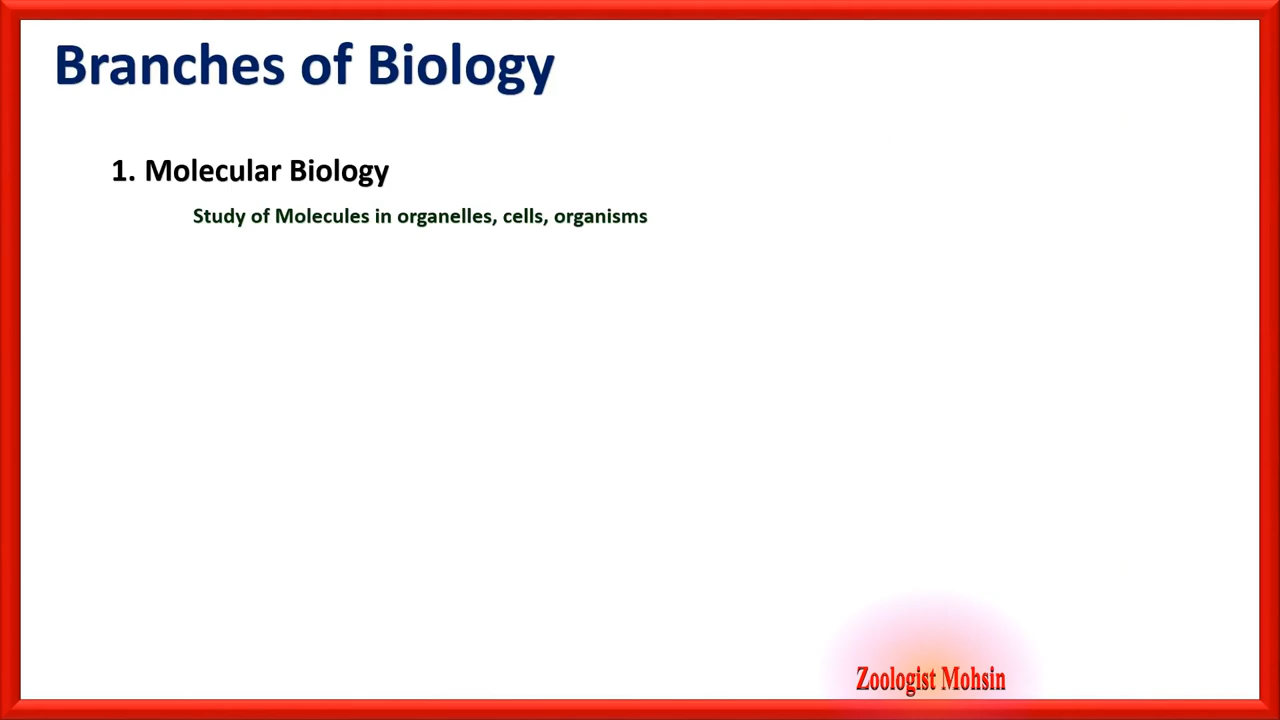 Branches of Biology
1. Molecular Biology
Study of Molecules in organelles, cells, organisms
Zoologist Mohsin